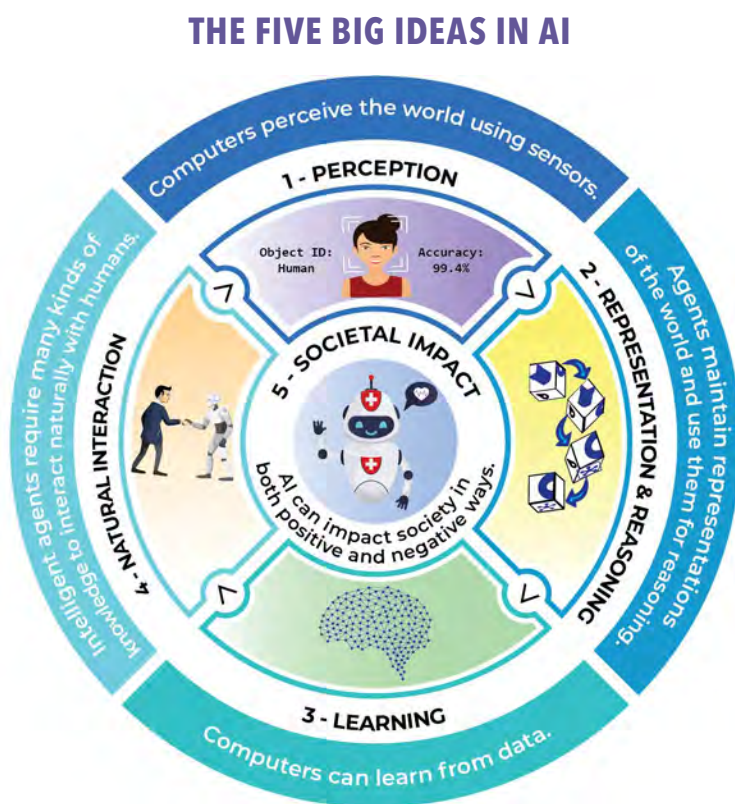 THE FIVE BIG IDEAS IN AI
Computers perceive the world using sensors.
1 - PERCEPTION
Object ID:
Human
Accuracy:
99.4%
2 - REPRESENTATION & REASONING
Agents maintain representations
of the world and use them for reasoning.
3 - LEARNING
Computers can learn from data.
4 - NATURAL INTERACTION
Intelligent agents require many kinds of
knowledge to interact naturally with humans.
5 - SOCIETAL IMPACT
AI can impact society in
both positive and negative ways.